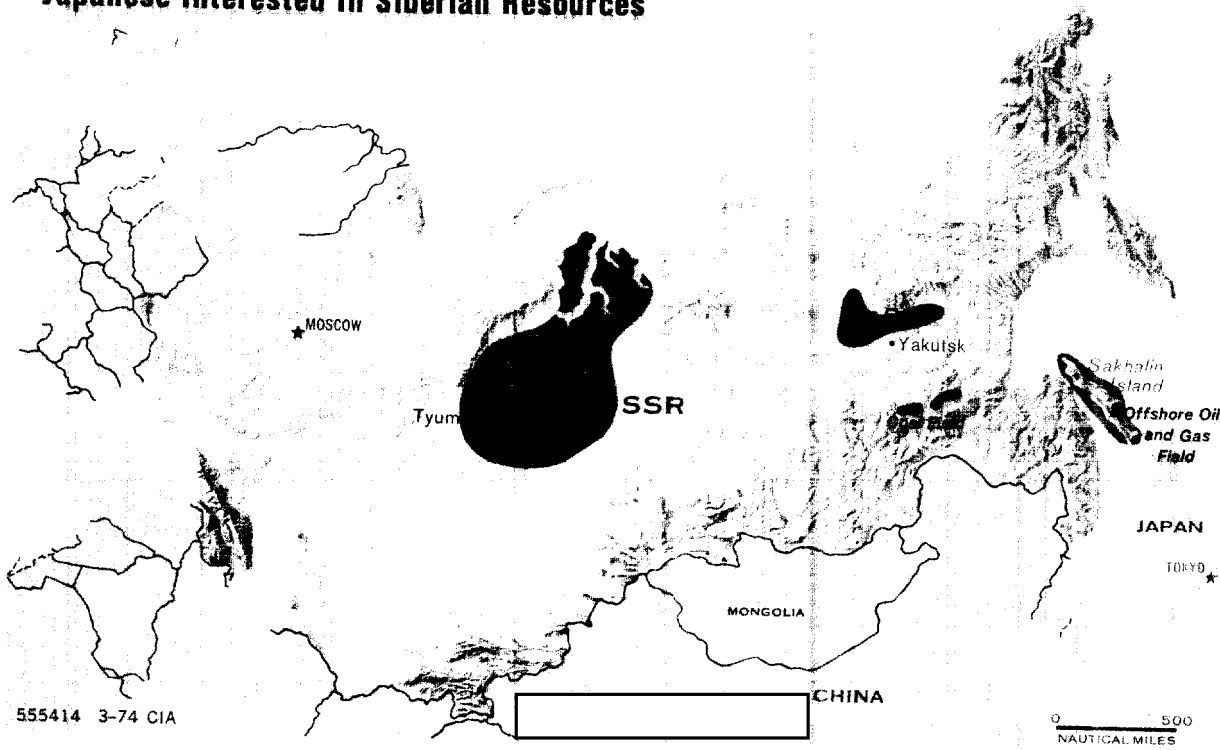 Japanese Interested in Siberian Resources
MOSCOW
Yakutsk
Sakhalin
Island
Tyum
SSR
Offshore Oil
and Gas
Field
JAPAN
TOKYO
MONGOLIA
CHINA
555414 3-74 CIA
0 500
NAUTICAL MILES